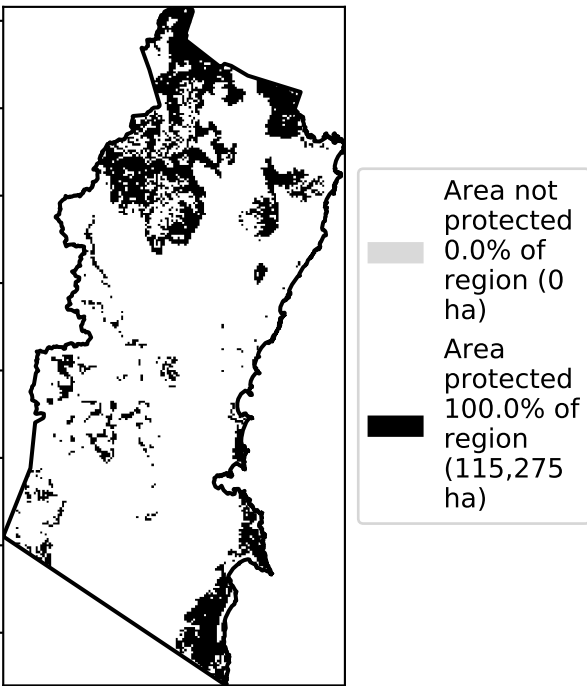 Area not
protected
0.0% of
region (0
ha)
Area
protected
100.0% of
region
(115,275
ha)